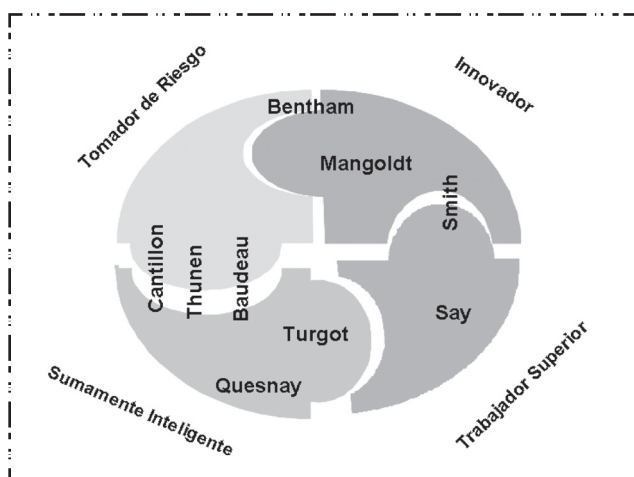 Tomador de Riesgo
Innovador
Bentham
Mangoldt
Smith
Cantillon
Thunen
Baudeau
Turgot
Say
Quesnay
Sumamente Inteligente
Trabajador Superior